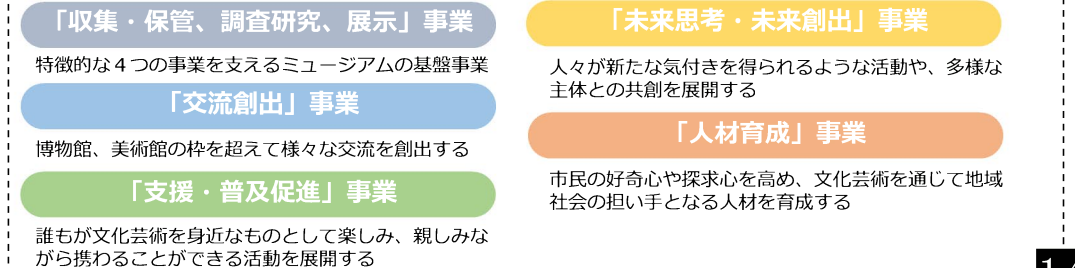 「収集・保管、調査研究、展示」事業
特徴的な４つの事業を支えるミュージアムの基盤事業
「交流創出」事業
博物館、美術館の枠を超えて様々な交流を創出する
「支援・普及促進」事業
誰もが文化芸術を身近なものとして楽しみ、親しみな
がら携わることができる活動を展開する
「未来思考・未来創出」事業
人々が新たな気付きを得られるような活動や、多様な
主体との共創を展開する
「人材育成」事業
市民の好奇心や探求心を高め、文化芸術を通じて地域
社会の担い手となる人材を育成する